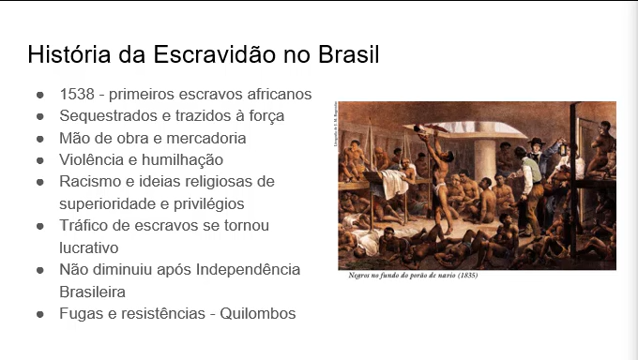 História da Escravidão no Brasil
● 1538 - primeiros escravos africanos
● Sequestrados e trazidos à força
● Mão de obra e mercadoria
● Violência e humilhação
● Racismo e ideias religiosas de
superioridade e privilégios
● Tráfico de escravos se tornou
lucrativo
● Não diminuiu após Independência
Brasileira
● Fugas e resistências - Quilombos
Negros no fundo do porão de navio (1835)